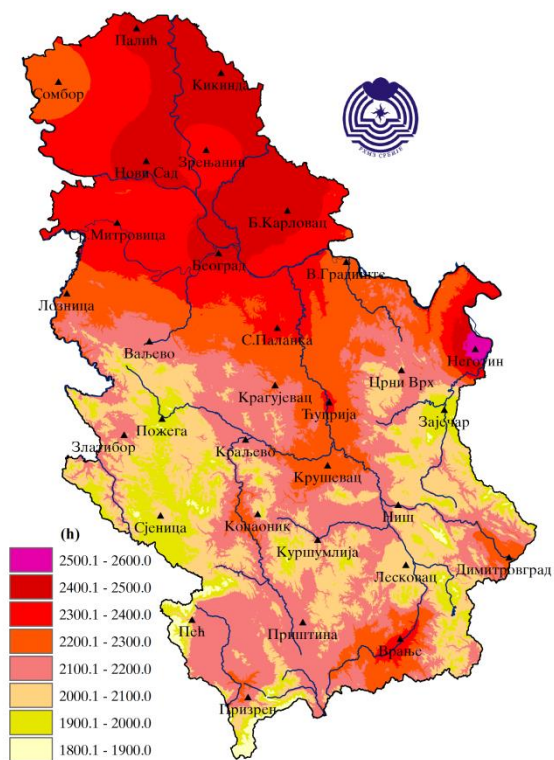 Палић
Кикинда
Сомбор
Зрењанин
Нови Сад
Б.Карловац
Ср.Митровица
Београд
В.Градиште
Лозница
С.Паланка
Ваљево
Неготин
Црни Врх
Крагујевац
Ћуприја
Зајечар
Пожега
Златибор
Краљево
Крушевац
Ниш
Сјеница
Копаоник
Куршумлија
Димитровград
Лесковац
Пећ
Приштина
Врање
Призрен
РХМЗ СРБИЈЕ
(h)
2500.1 - 2600.0
2400.1 - 2500.0
2300.1 - 2400.0
2200.1 - 2300.0
2100.1 - 2200.0
2000.1 - 2100.0
1900.1 - 2000.0
1800.1 - 1900.0